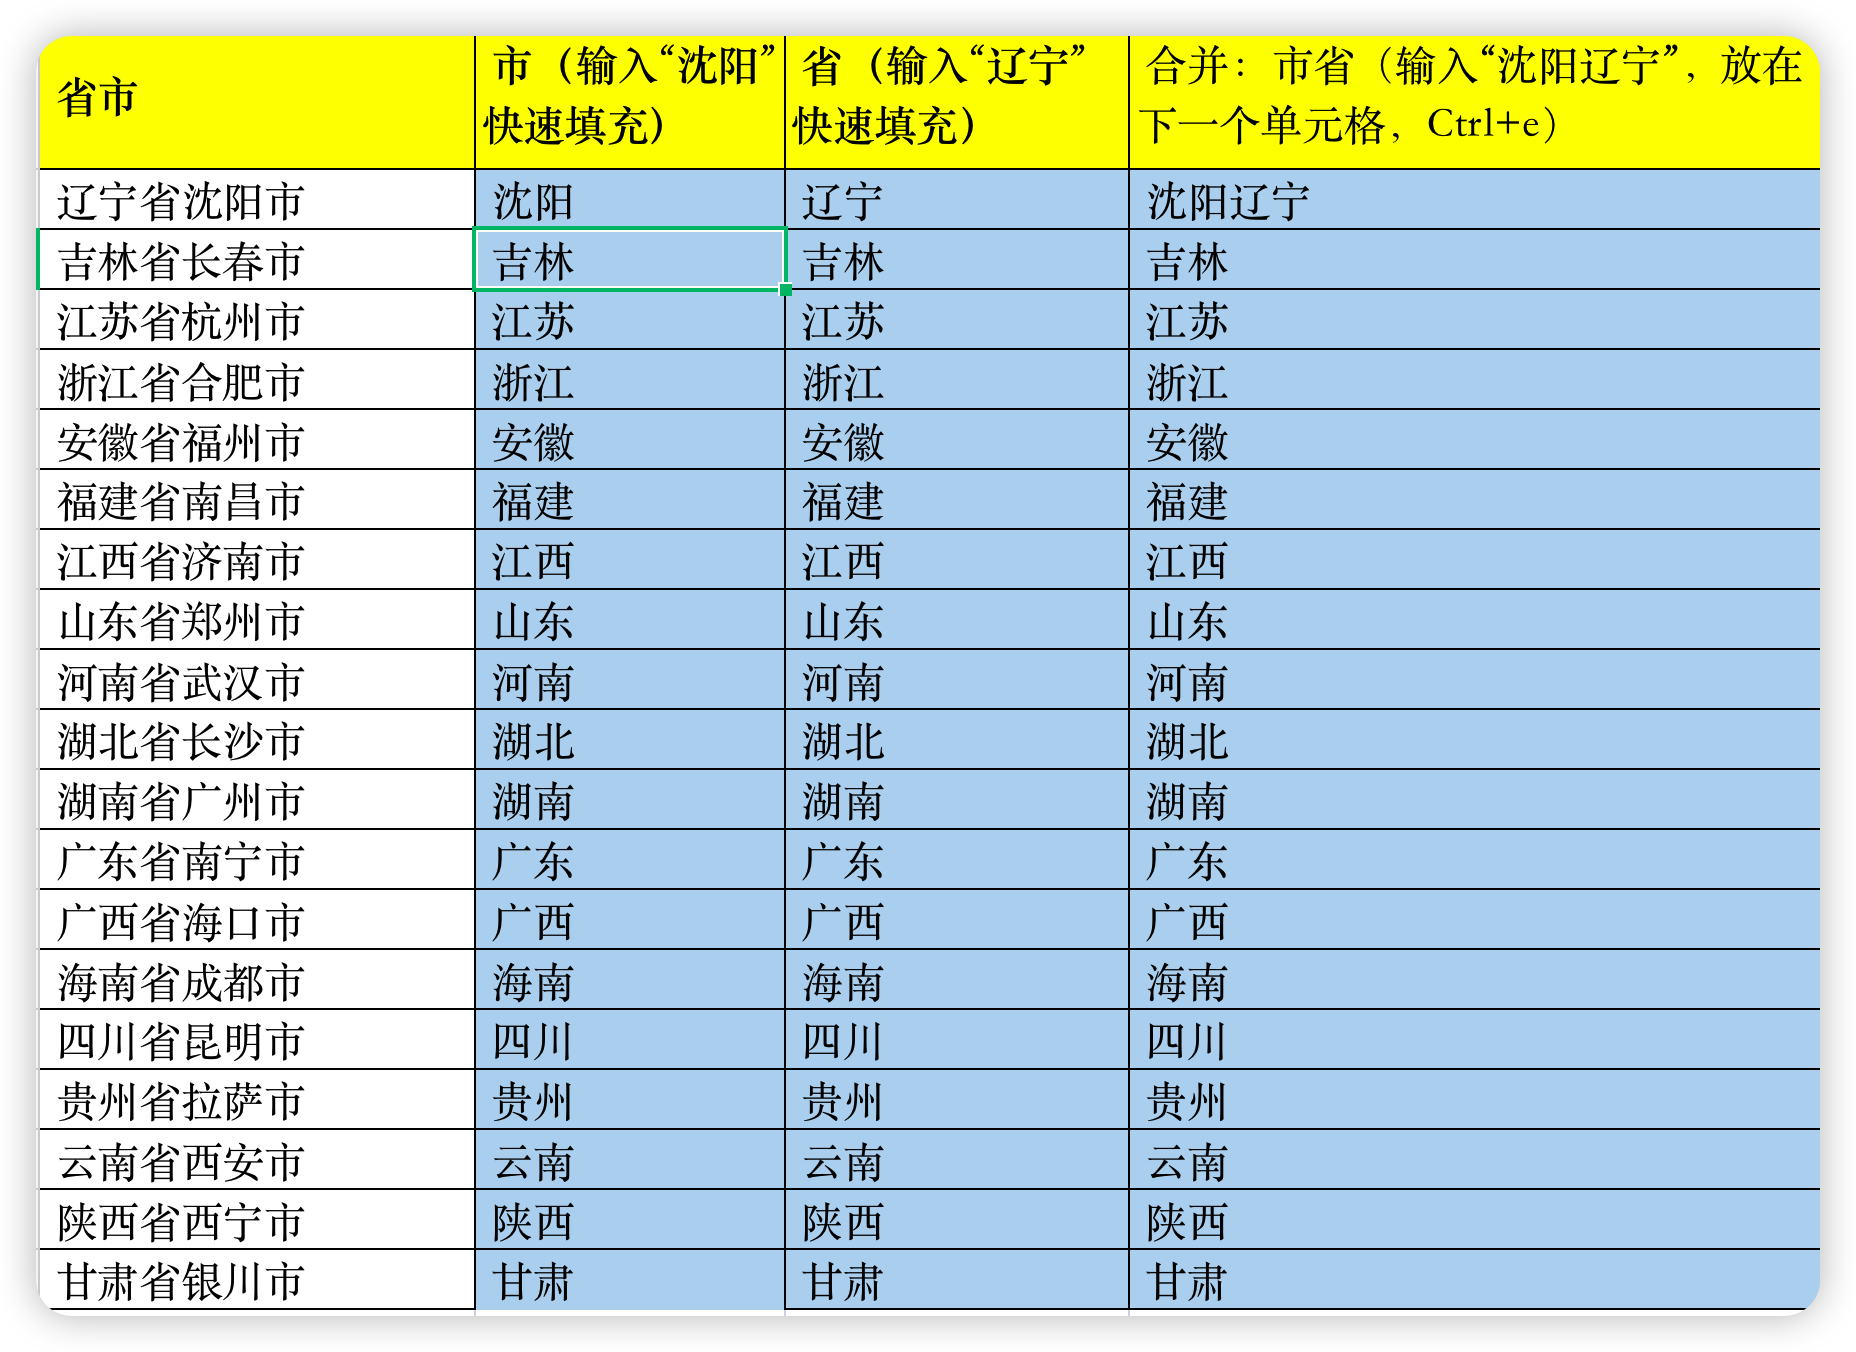 省市
市（输入“沈阳”
快速填充）
省（输入“辽宁”
快速填充）
合并：市省（输入“沈阳辽宁”，放在
下一个单元格，Ctrl+e）
辽宁省沈阳市 沈阳 辽宁 沈阳辽宁
吉林省长春市 吉林 吉林 吉林
江苏省杭州市 江苏 江苏 江苏
浙江省合肥市 浙江 浙江 浙江
安徽省福州市 安徽 安徽 安徽
福建省南昌市 福建 福建 福建
江西省济南市 江西 江西 江西
山东省郑州市 山东 山东 山东
河南省武汉市 河南 河南 河南
湖北省长沙市 湖北 湖北 湖北
湖南省广州市 湖南 湖南 湖南
广东省南宁市 广东 广东 广东
广西省海口市 广西 广西 广西
海南省成都市 海南 海南 海南
四川省昆明市 四川 四川 四川
贵州省拉萨市 贵州 贵州 贵州
云南省西安市 云南 云南 云南
陕西省西宁市 陕西 陕西 陕西
甘肃省银川市 甘肃 甘肃 甘肃